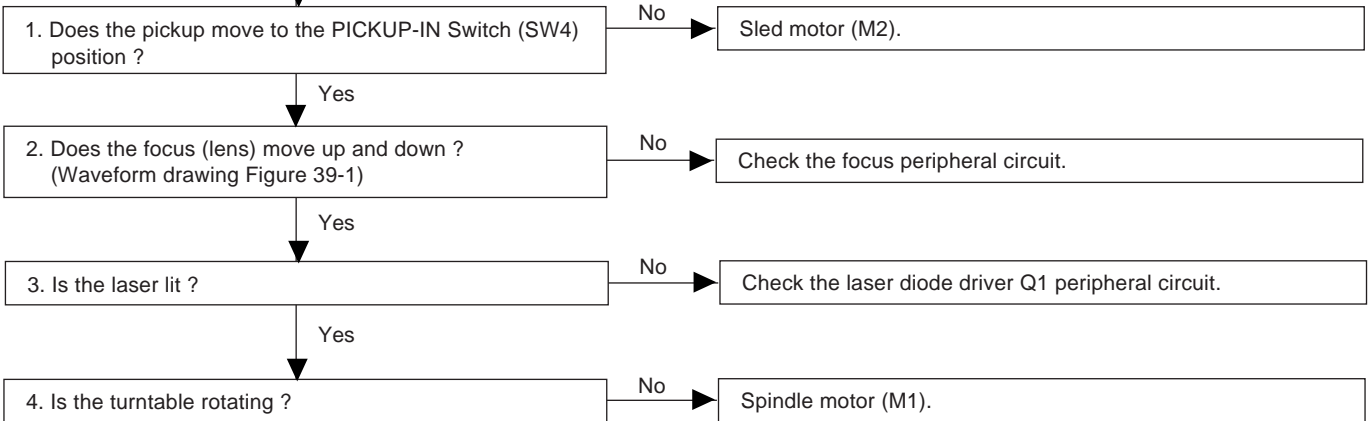 1. Does the pickup move to the PICKUP-IN Switch (SW4)
position ?
No
Sled motor (M2).
Yes
2. Does the focus (lens) move up and down ?
(Waveform drawing Figure 39-1)
No
Check the focus peripheral circuit.
Yes
3. Is the laser lit ?
No
Check the laser diode driver Q1 peripheral circuit.
Yes
4. Is the turntable rotating ?
No
Spindle motor (M1).